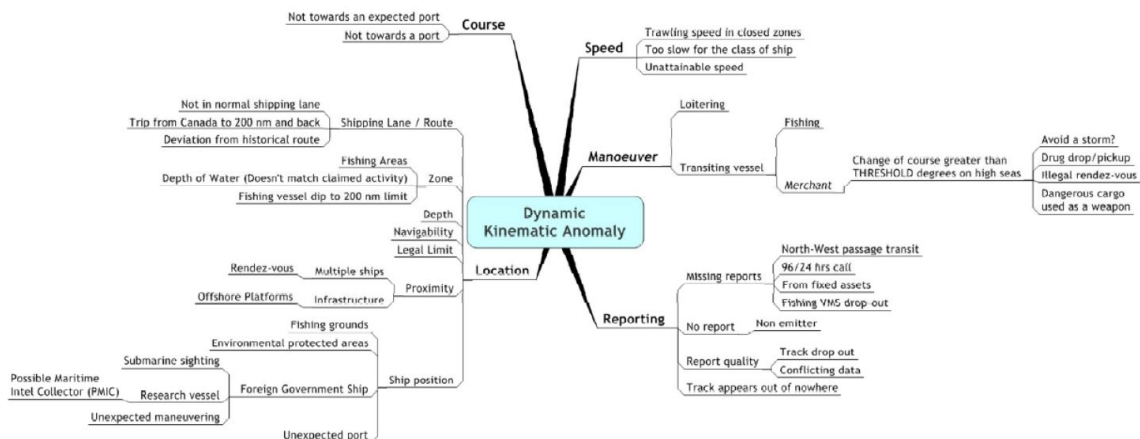 Not towards an expected port
Not towards a port
Course
Not in normal shipping lane
Trip from Canada to 200 nm and back
Deviation from historical route
Shipping Lane / Route
Fishing Areas
Depth of Water (Doesn't match claimed activity)
Fishing vessel dip to 200 nm limit
Zone
Depth
Navigability
Legal Limit
Rendez-vous
Multiple ships
Offshore Platforms
Infrastructure
Proximity
Location
Fishing grounds
Environmental protected areas
Submarine sighting
Possible Maritime
Intel Collector (PMIC)
Research vessel
Unexpected maneuvering
Foreign Government Ship
Unexpected port
Ship position
Dynamic
Kinematic Anomaly
Speed
Trawling speed in closed zones
Too slow for the class of ship
Unattainable speed
Manoeuver
Loitering
Transiting vessel
Fishing
Merchant
Change of course greater than
THRESHOLD degrees on high seas
Avoid a storm?
Drug drop/pickup
Illegal rendez-vous
Dangerous cargo
used as a weapon
Reporting
Missing reports
North-West passage transit
96/24 hrs call
From fixed assets
Fishing VMS drop-out
No report
Non emitter
Report quality
Track drop out
Conflicting data
Track appears out of nowhere